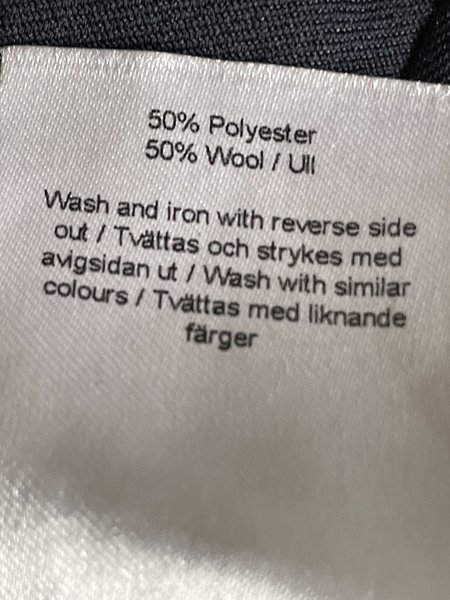 50% Polyester
50% Wool / Ull
Wash and iron with reverse side
out / Tvättas och strykes med
avigsidan ut / Wash with similar
colours / Tvättas med liknande
färger